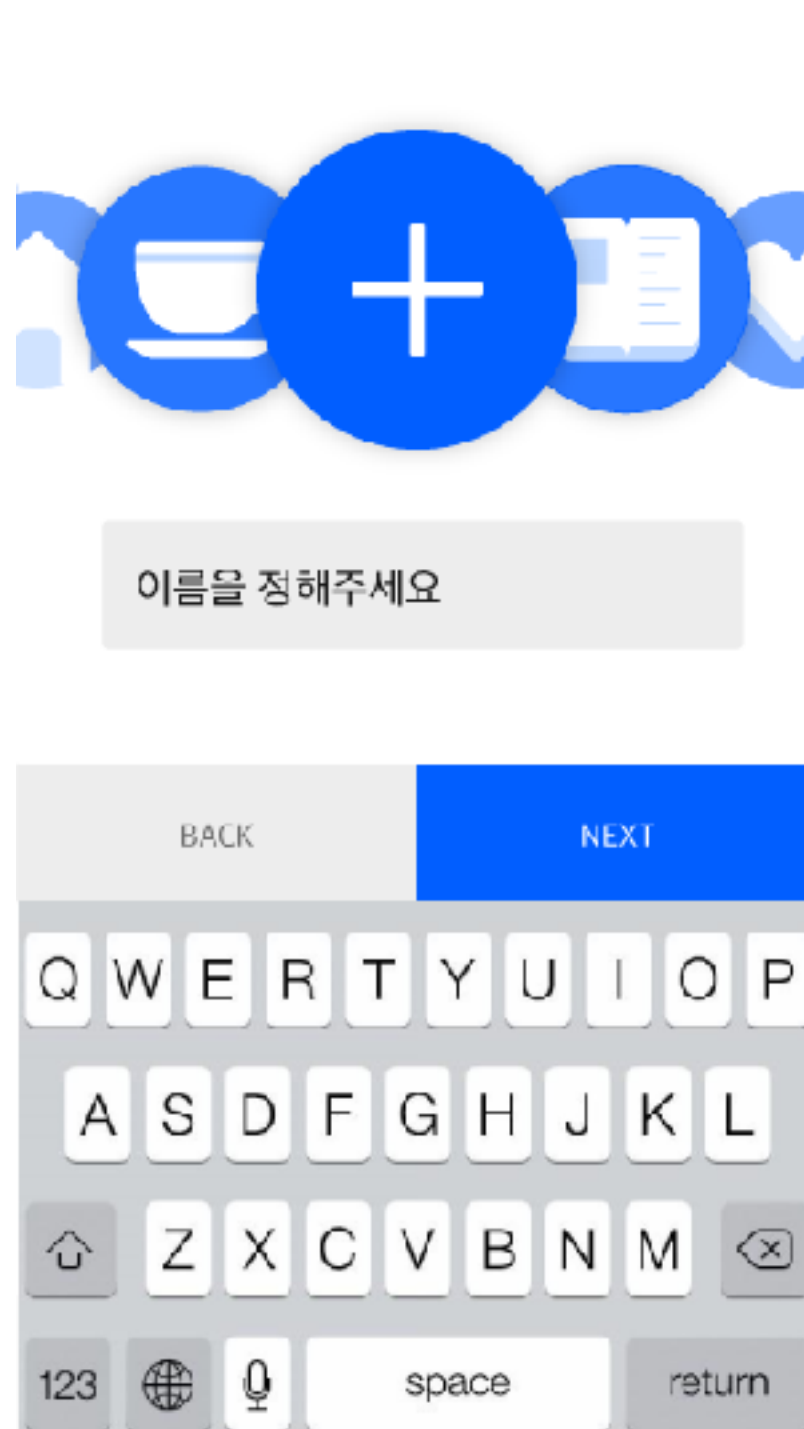 이름을 정해주세요
BACK NEXT
Q W E R T Y U I O P
A S D F G H J K L
Z X C V B N M
123 space return